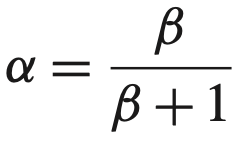 α = β / (β + 1)